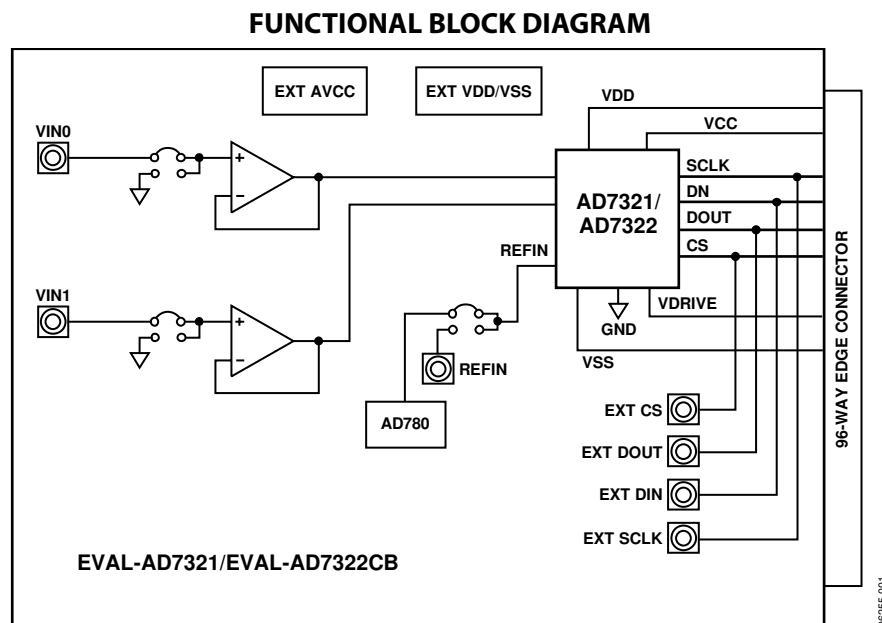 FUNCTIONAL BLOCK DIAGRAM
EXT AVCC
EXT VDD/VSS
VDD
VCC
VIN0
+
−
SCLK
DN
DOUT
CS
AD7321/
AD7322
REFIN
VIN1
+
−
VDRIVE
GND
VSS
REFIN
AD780
EXT CS
EXT DOUT
EXT DIN
EXT SCLK
96-WAY EDGE CONNECTOR
EVAL-AD7321/EVAL-AD7322CB